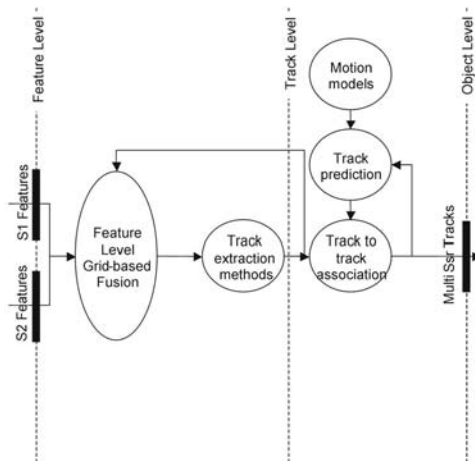 Feature Level
Track Level
Object Level
Motion
models
Track
prediction
S1 Features
S2 Features
Feature
Level
Grid-based
Fusion
Track
extraction
methods
Track to
track
association
Multi Ssr Tracks